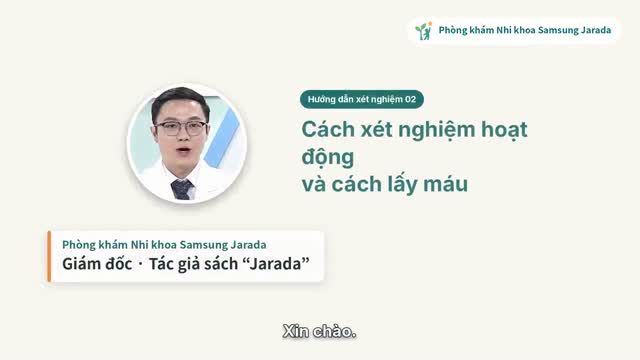 Phòng khám Nhi khoa Samsung Jarada
Hướng dẫn xét nghiệm 02
Cách xét nghiệm hoạt
động
và cách lấy máu
Phòng khám Nhi khoa Samsung Jarada
Giám đốc · Tác giả sách “Jarada”
Xin chào.